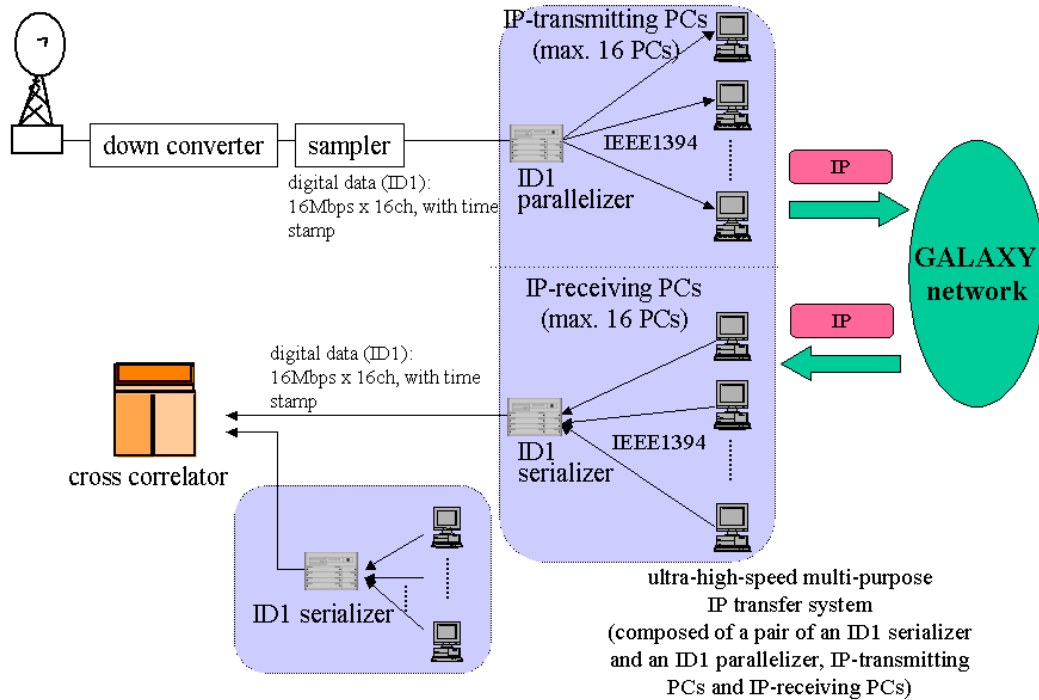 IP-transmitting PCs
(max. 16 PCs)
down converter
sampler
IEEE1394
ID1
parallelizer
digital data (ID1):
16Mbps x 16ch, with time
stamp
IP
GALAXY
network
IP-receiving PCs
(max. 16 PCs)
IP
digital data (ID1):
16Mbps x 16ch, with time
stamp
IEEE1394
ID1
serializer
cross correlator
ID1 serializer
ultra-high-speed multi-purpose
IP transfer system
(composed of a pair of an ID1 serializer
and an ID1 parallelizer, IP-transmitting
PCs and IP-receiving PCs)